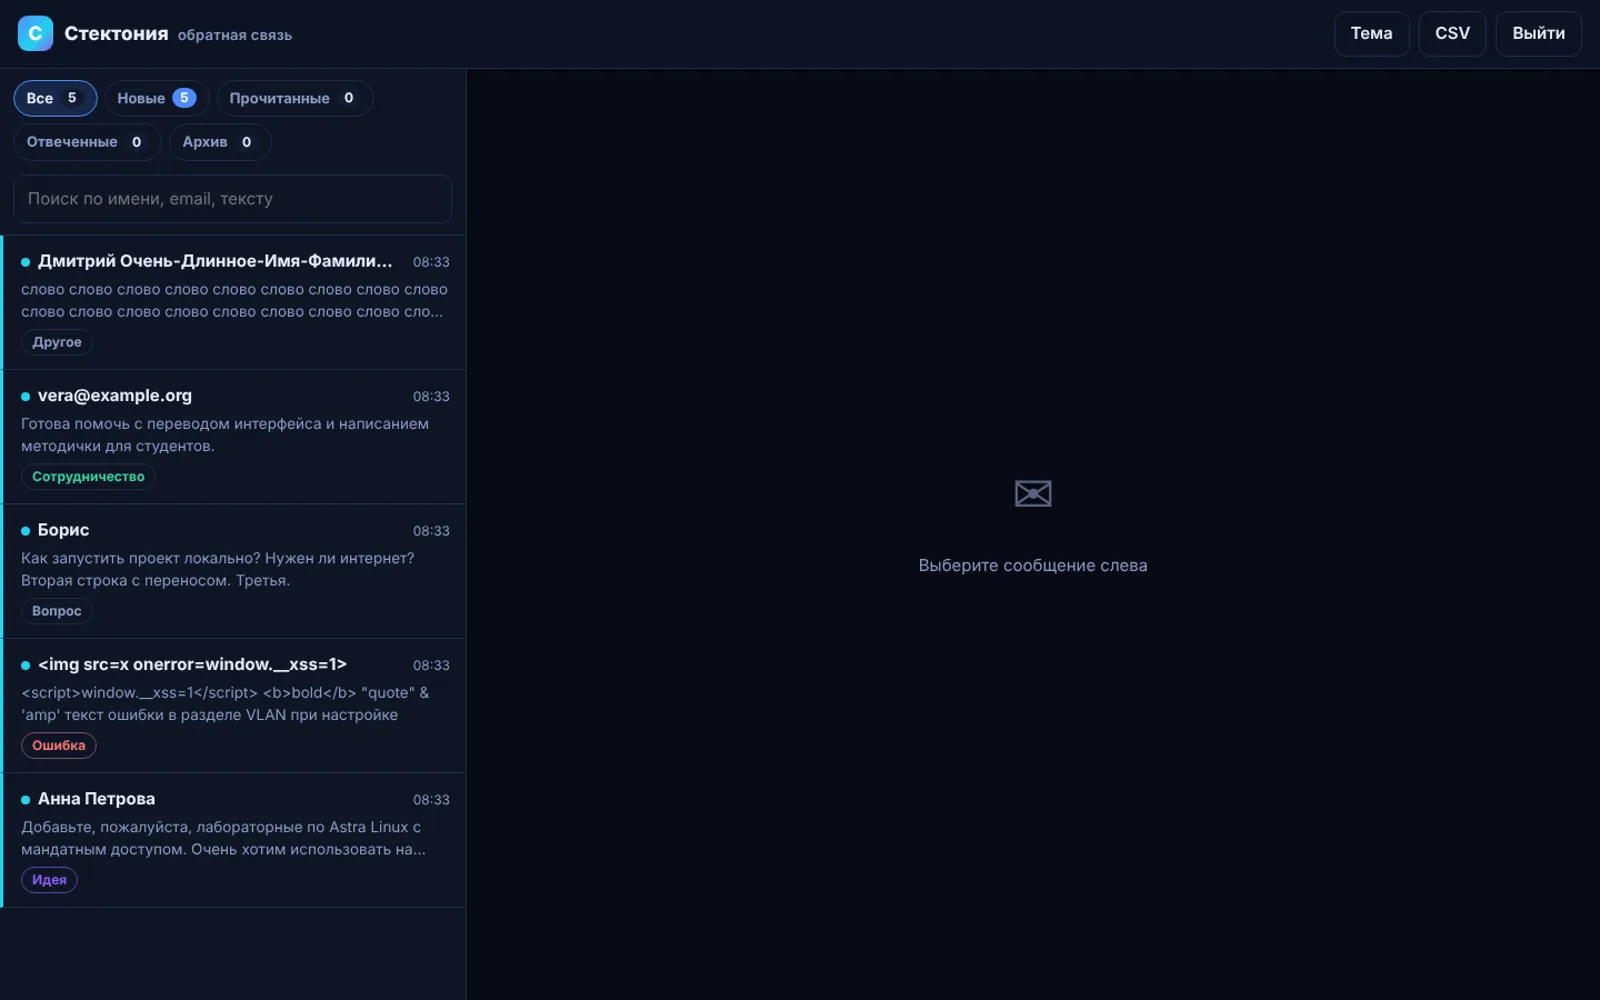 С Стектония обратная связь
Тема CSV Выйти
Все 5 Новые 5 Прочитанные 0
Отвеченные 0 Архив 0
Поиск по имени, email, тексту
Дмитрий Очень-Длинное-Имя-Фамили... 08:33
слово слово слово слово слово слово слово слово слово
слово слово слово слово слово слово слово слово сло...
Другое
vera@example.org 08:33
Готова помочь с переводом интерфейса и написанием
методички для студентов.
Сотрудничество
Борис 08:33
Как запустить проект локально? Нужен ли интернет?
Вторая строка с переносом. Третья.
Вопрос
<img src=x onerror=window.__xss=1> 08:33
<script>window.__xss=1</script> <b>bold</b> "quote" &
'amp' текст ошибки в разделе VLAN при настройке
Ошибка
Анна Петрова 08:33
Добавьте, пожалуйста, лабораторные по Astra Linux с
мандатным доступом. Очень хотим использовать на...
Идея
Выберите сообщение слева